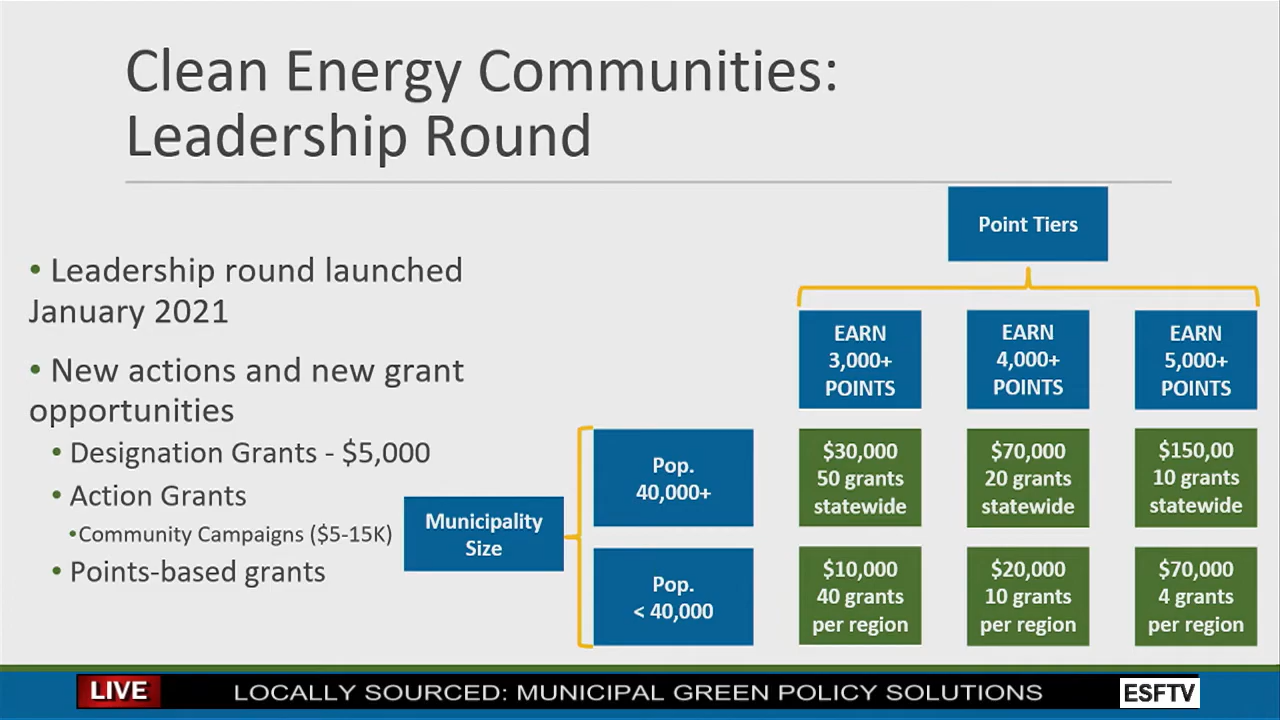 Clean Energy Communities:
Leadership Round
• Leadership round launched
January 2021
• New actions and new grant
opportunities
• Designation Grants - $5,000
• Action Grants
•Community Campaigns ($5-15K)
• Points-based grants
Point Tiers
EARN
3,000+
POINTS
EARN
4,000+
POINTS
EARN
5,000+
POINTS
Municipality
Size
Pop.
40,000+
$30,000
50 grants
statewide
$70,000
20 grants
statewide
$150,00
10 grants
statewide
Pop.
< 40,000
$10,000
40 grants
per region
$20,000
10 grants
per region
$70,000
4 grants
per region
LIVE
LOCALLY SOURCED: MUNICIPAL GREEN POLICY SOLUTIONS
ESFTV